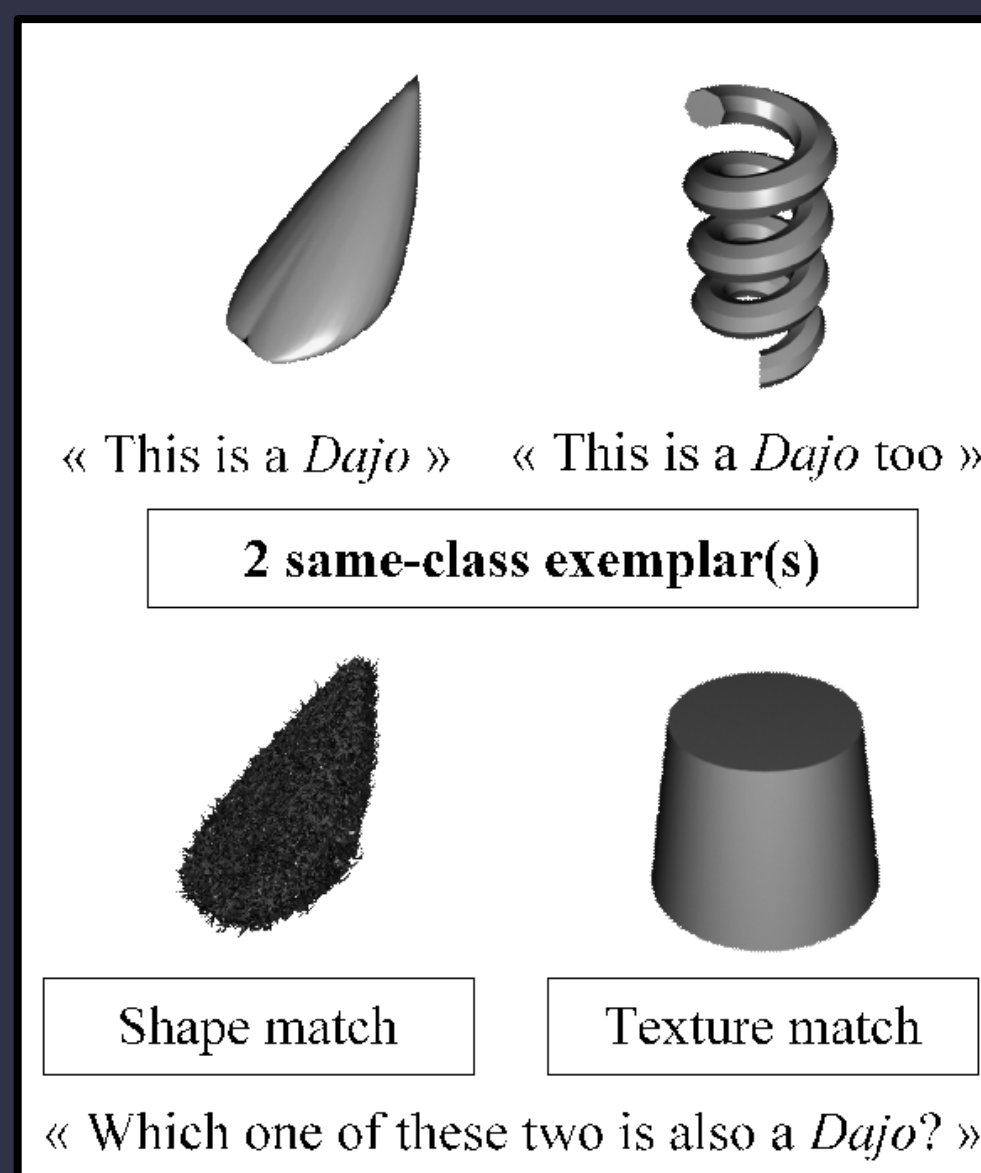 « This is a Dajo » « This is a Dajo too »
2 same-class exemplar(s)
Shape match Texture match
« Which one of these two is also a Dajo? »